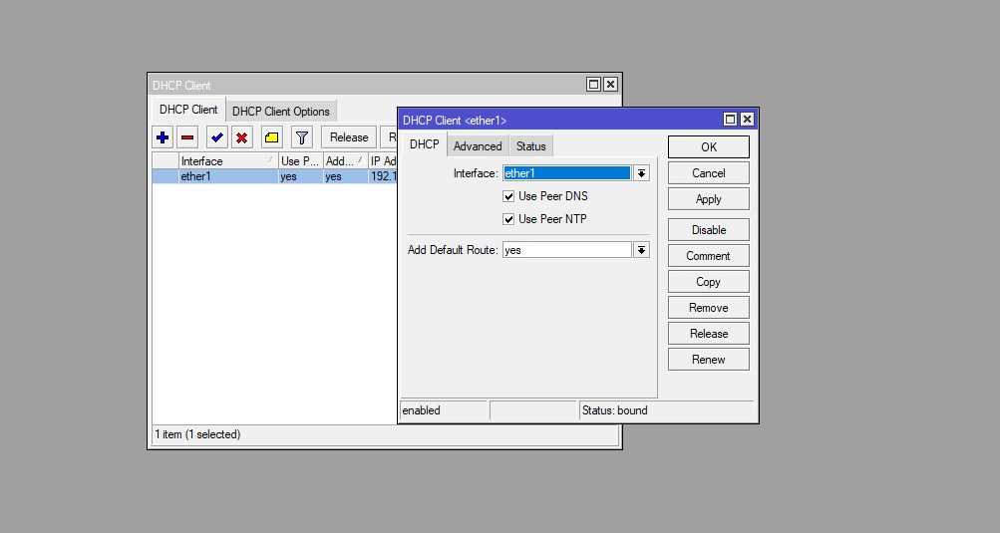 DHCP Client
DHCP Client DHCP Client Options
Release R
Interface Use P... Add... IP Ad
ether1 yes yes 192.1
1 item (1 selected)
DHCP Client <ether1>
DHCP Advanced Status
Interface: ether1
Use Peer DNS
Use Peer NTP
Add Default Route: yes
OK
Cancel
Apply
Disable
Comment
Copy
Remove
Release
Renew
enabled Status: bound